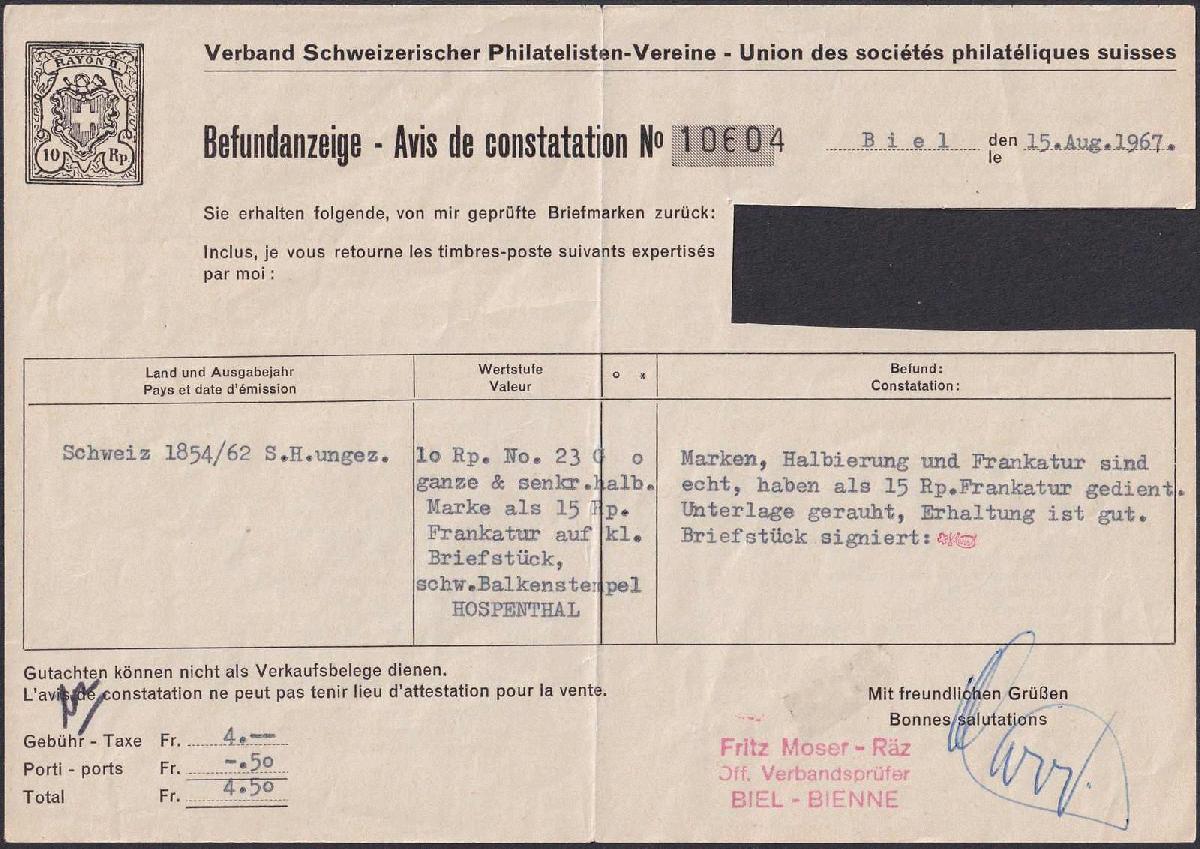 Verband Schweizerischer Philatelisten-Vereine - Union des sociétés philatéliques suisses
RAYON II.
10 Rp.
Befundanzeige - Avis de constatation No 10604
Biel den 15.Aug.1967.
le
Sie erhalten folgende, von mir geprüfte Briefmarken zurück:
Inclus, je vous retourne les timbres-poste suivants expertisés
par moi :
Land und Ausgabejahr
Pays et date d'émission
Wertstufe
Valeur
o *
Befund:
Constatation:
Schweiz 1854/62 S.H.ungez.
lo Rp. No. 23 G o
ganze & senkr.halb.
Marke als 15 Rp.
Frankatur auf kl.
Briefstück,
schw.Balkenstempel
HOSPENTHAL
Marken, Halbierung und Frankatur sind
echt, haben als 15 Rp.Frankatur gedient.
Unterlage gerauht, Erhaltung ist gut.
Briefstück signiert:
Gutachten können nicht als Verkaufsbelege dienen.
L'avis de constatation ne peut pas tenir lieu d'attestation pour la vente.
Gebühr - Taxe Fr. 4.--
Porti - ports Fr. -.50
Total Fr. 4.50
Mit freundlichen Grüßen
Bonnes salutations
Fritz Moser - Räz
Off. Verbandsprüfer
BIEL - BIENNE